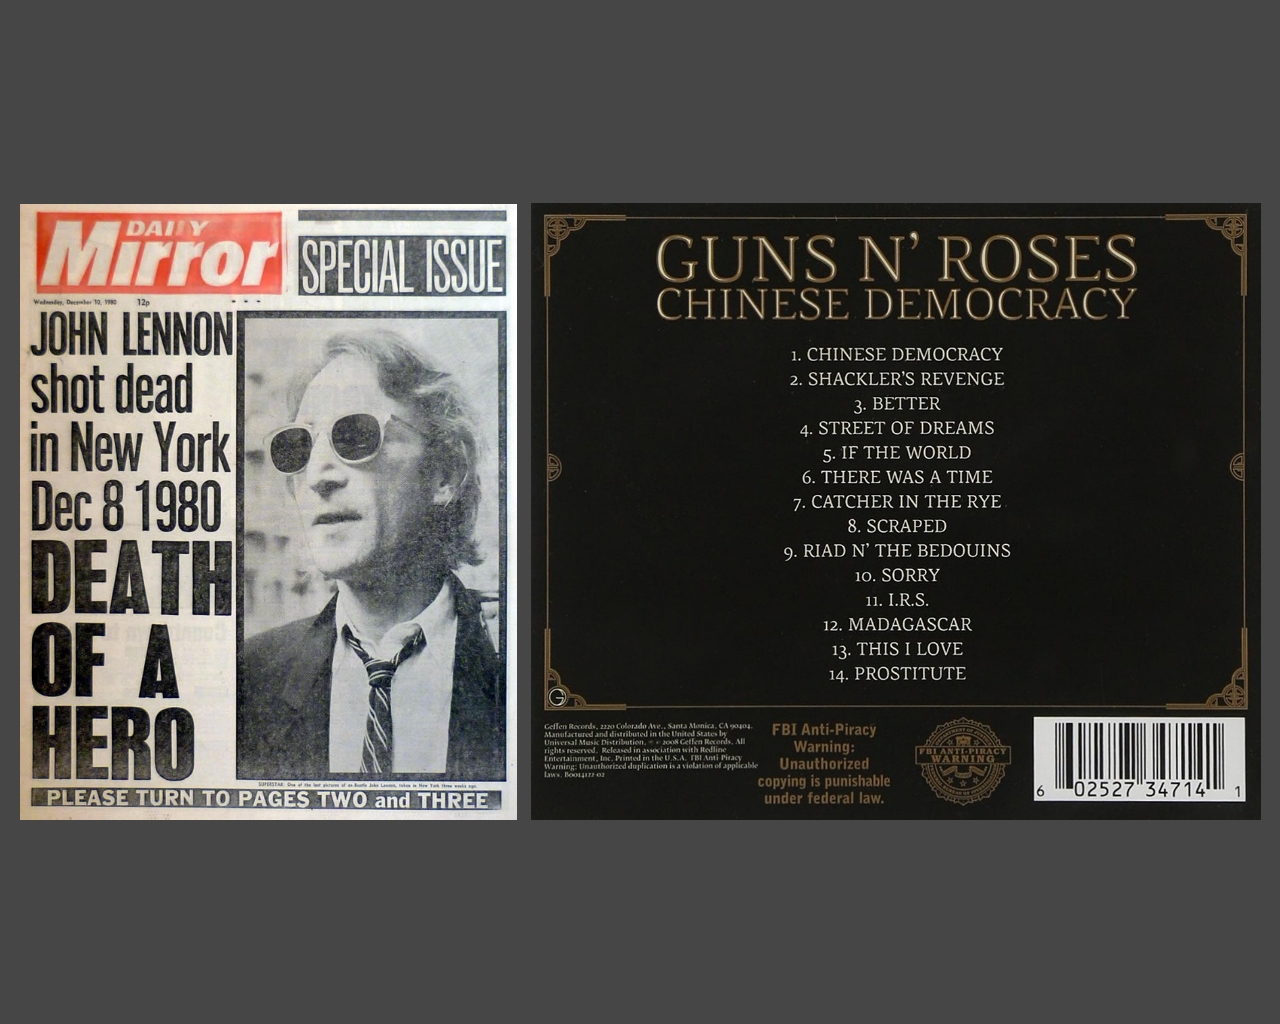 DAILY
Mirror
SPECIAL ISSUE
Wednesday, December 10, 1980 12p
JOHN LENNON
shot dead
in New York
Dec 8 1980
DEATH
OF A
HERO
SUPERSTAR: One of the last pictures of ex-Beatle John Lennon, taken in New York three weeks ago.
PLEASE TURN TO PAGES TWO and THREE
GUNS N’ ROSES
CHINESE DEMOCRACY
1. CHINESE DEMOCRACY
2. SHACKLER’S REVENGE
3. BETTER
4. STREET OF DREAMS
5. IF THE WORLD
6. THERE WAS A TIME
7. CATCHER IN THE RYE
8. SCRAPED
9. RIAD N’ THE BEDOUINS
10. SORRY
11. I.R.S.
12. MADAGASCAR
13. THIS I LOVE
14. PROSTITUTE
G
Geffen Records, 2220 Colorado Ave., Santa Monica, CA 90404.
Manufactured and distributed in the United States by
Universal Music Distribution. ℗ © 2008 Geffen Records. All
rights reserved. Released in association with Redline
Entertainment, Inc. Printed in the U.S.A. FBI Anti Piracy
Warning: Unauthorized duplication is a violation of applicable
laws. B0014122-02
FBI Anti-Piracy
Warning:
Unauthorized
copying is punishable
under federal law.
FBI ANTI-PIRACY
WARNING
6 02527 34714 1